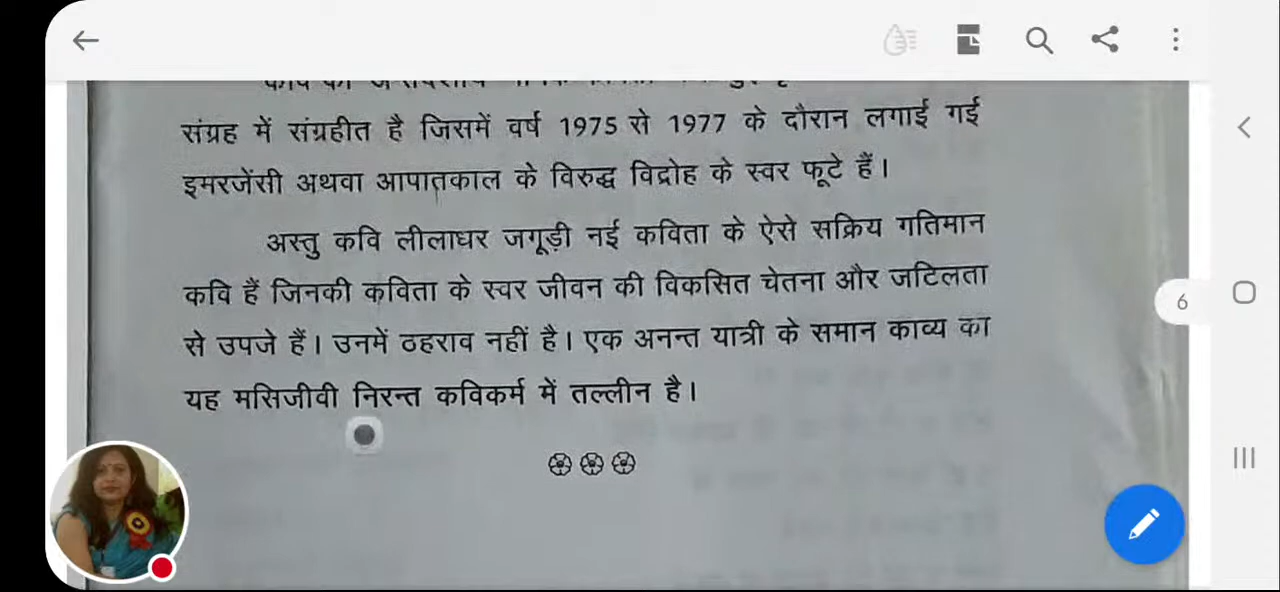 संग्रह में संग्रहीत है जिसमें वर्ष 1975 से 1977 के दौरान लगाई गई
इमरजेंसी अथवा आपातकाल के विरुद्ध विद्रोह के स्वर फूटे हैं।
अस्तु कवि लीलाधर जगूड़ी नई कविता के ऐसे सक्रिय गतिमान
कवि हैं जिनकी कविता के स्वर जीवन की विकसित चेतना और जटिलता
से उपजे हैं। उनमें ठहराव नहीं है। एक अनन्त यात्री के समान काव्य का
यह मसिजीवी निरन्त कविकर्म में तल्लीन है।
6